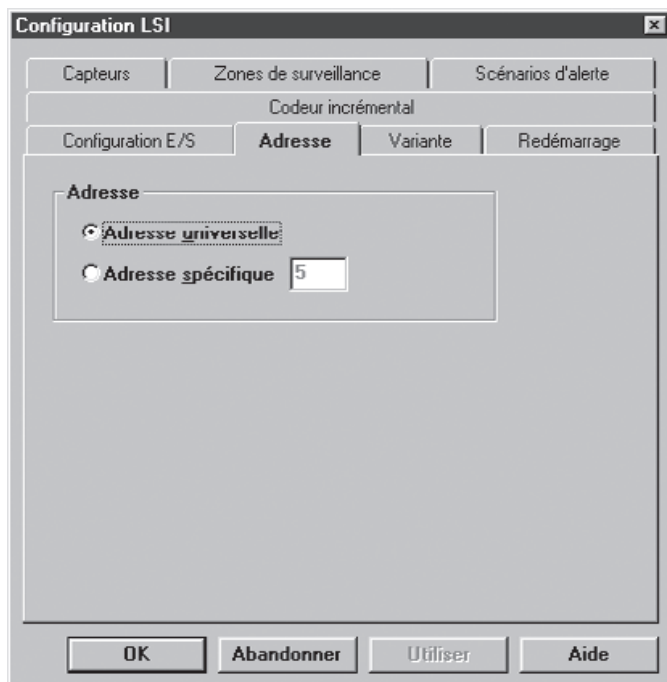 Configuration LSI
Capteurs Zones de surveillance Scénarios d'alerte
Codeur incrémental
Configuration E/S Adresse Variante Redémarrage
Adresse
Adresse universelle
Adresse spécifique 5
OK Abandonner Utiliser Aide